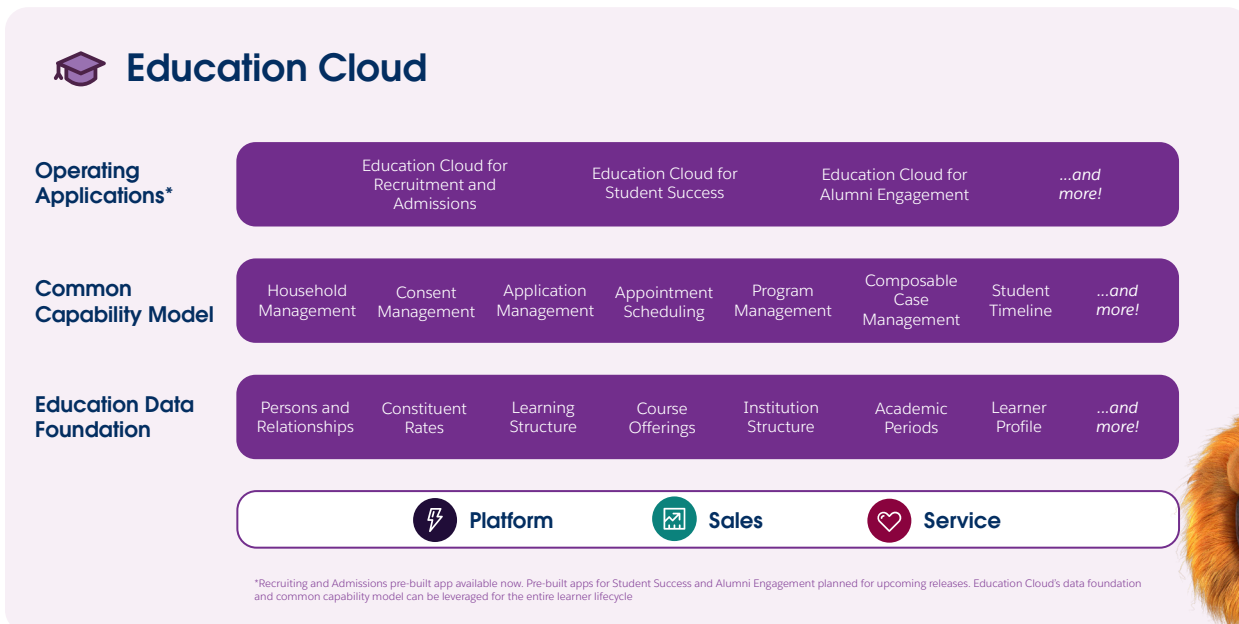 Education Cloud
Operating
Applications*
Education Cloud for
Recruitment and
Admissions
Education Cloud for
Student Success
Education Cloud for
Alumni Engagement
...and
more!
Common
Capability Model
Household
Management
Consent
Management
Application
Management
Appointment
Scheduling
Program
Management
Composable
Case
Management
Student
Timeline
...and
more!
Education Data
Foundation
Persons and
Relationships
Constituent
Rates
Learning
Structure
Course
Offerings
Institution
Structure
Academic
Periods
Learner
Profile
...and
more!
Platform
Sales
Service
*Recruiting and Admissions pre-built app available now. Pre-built apps for Student Success and Alumni Engagement planned for upcoming releases. Education Cloud's data foundation
and common capability model can be leveraged for the entire learner lifecycle